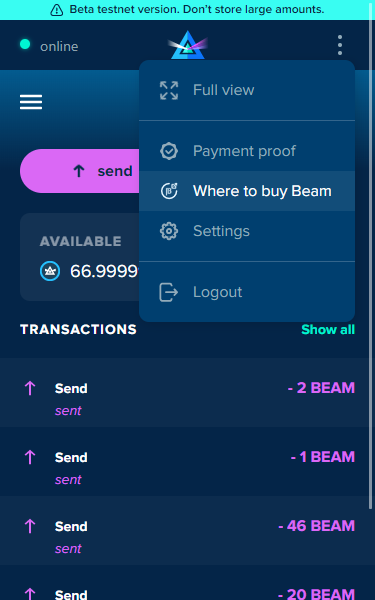 Beta testnet version. Don't store large amounts.
online
Full view
send
Payment proof
Where to buy Beam
AVAILABLE
Settings
66.9999
Logout
TRANSACTIONS Show all
Send - 2 BEAM
sent
Send - 1 BEAM
sent
Send - 46 BEAM
sent
Send - 20 BEAM